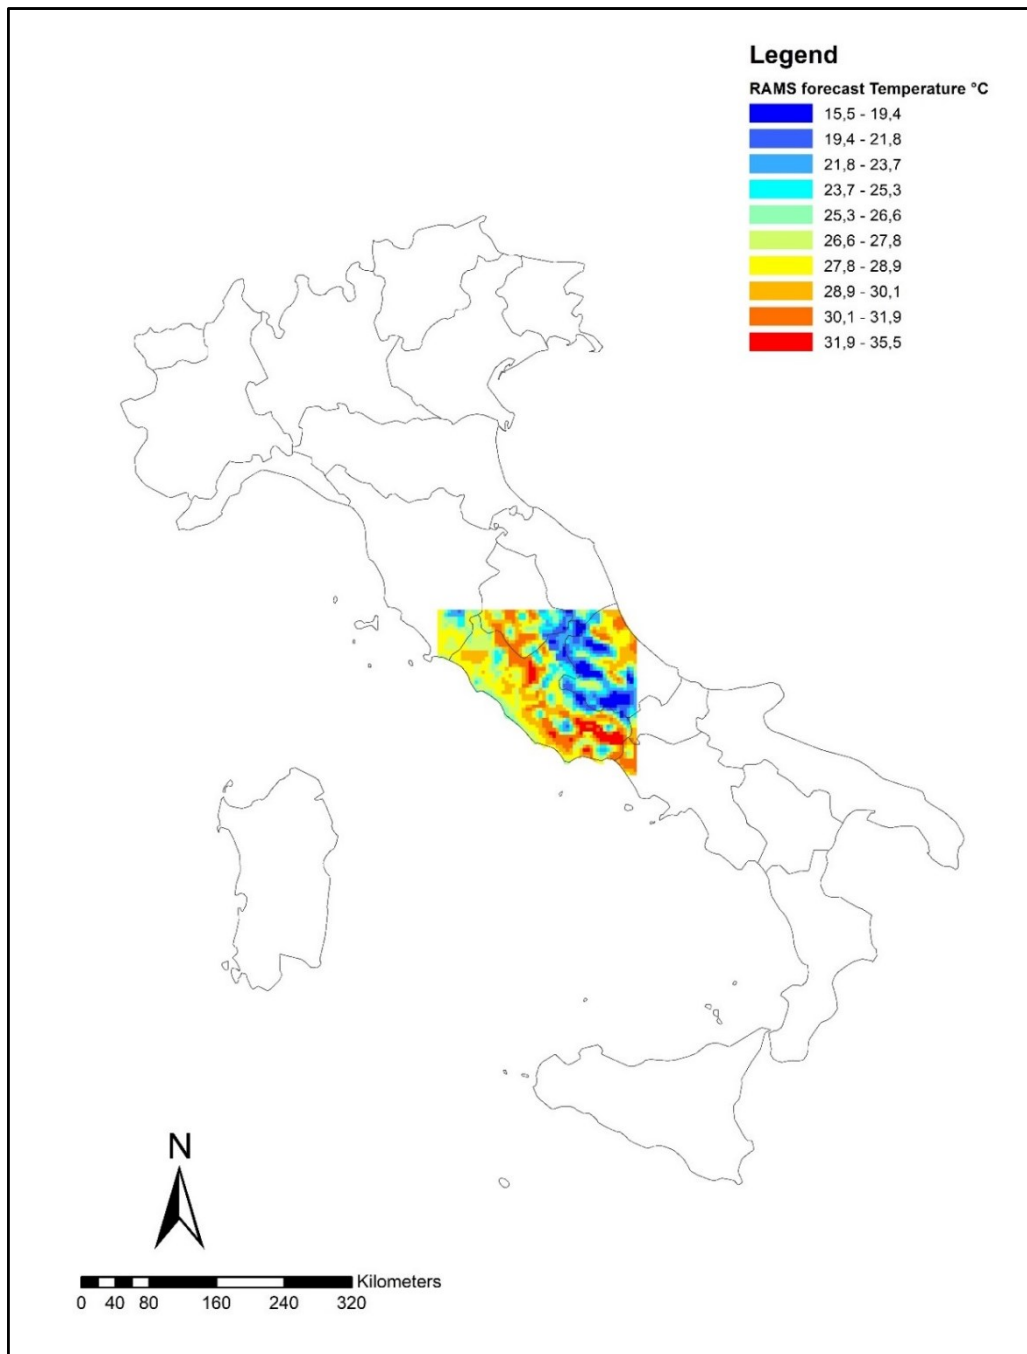 Legend
RAMS forecast Temperature °C
15,5 - 19,4
19,4 - 21,8
21,8 - 23,7
23,7 - 25,3
25,3 - 26,6
26,6 - 27,8
27,8 - 28,9
28,9 - 30,1
30,1 - 31,9
31,9 - 35,5
N
Kilometers
0 40 80 160 240 320